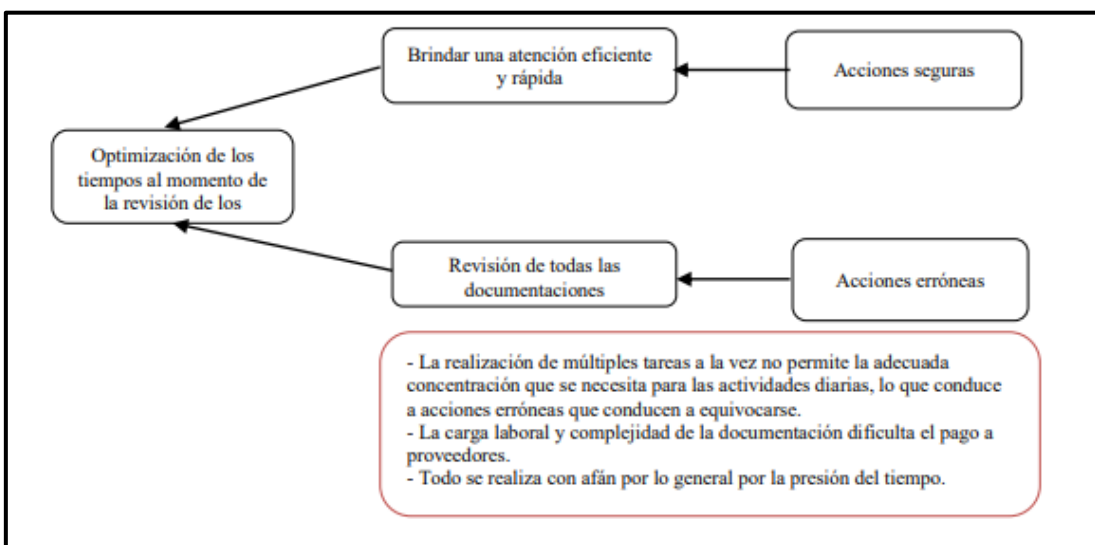 Brindar una atención eficiente
y rápida
Acciones seguras
Optimización de los
tiempos al momento de
la revisión de los
Revisión de todas las
documentaciones
Acciones erróneas
- La realización de múltiples tareas a la vez no permite la adecuada
concentración que se necesita para las actividades diarias, lo que conduce
a acciones erróneas que conducen a equivocarse.
- La carga laboral y complejidad de la documentación dificulta el pago a
proveedores.
- Todo se realiza con afán por lo general por la presión del tiempo.